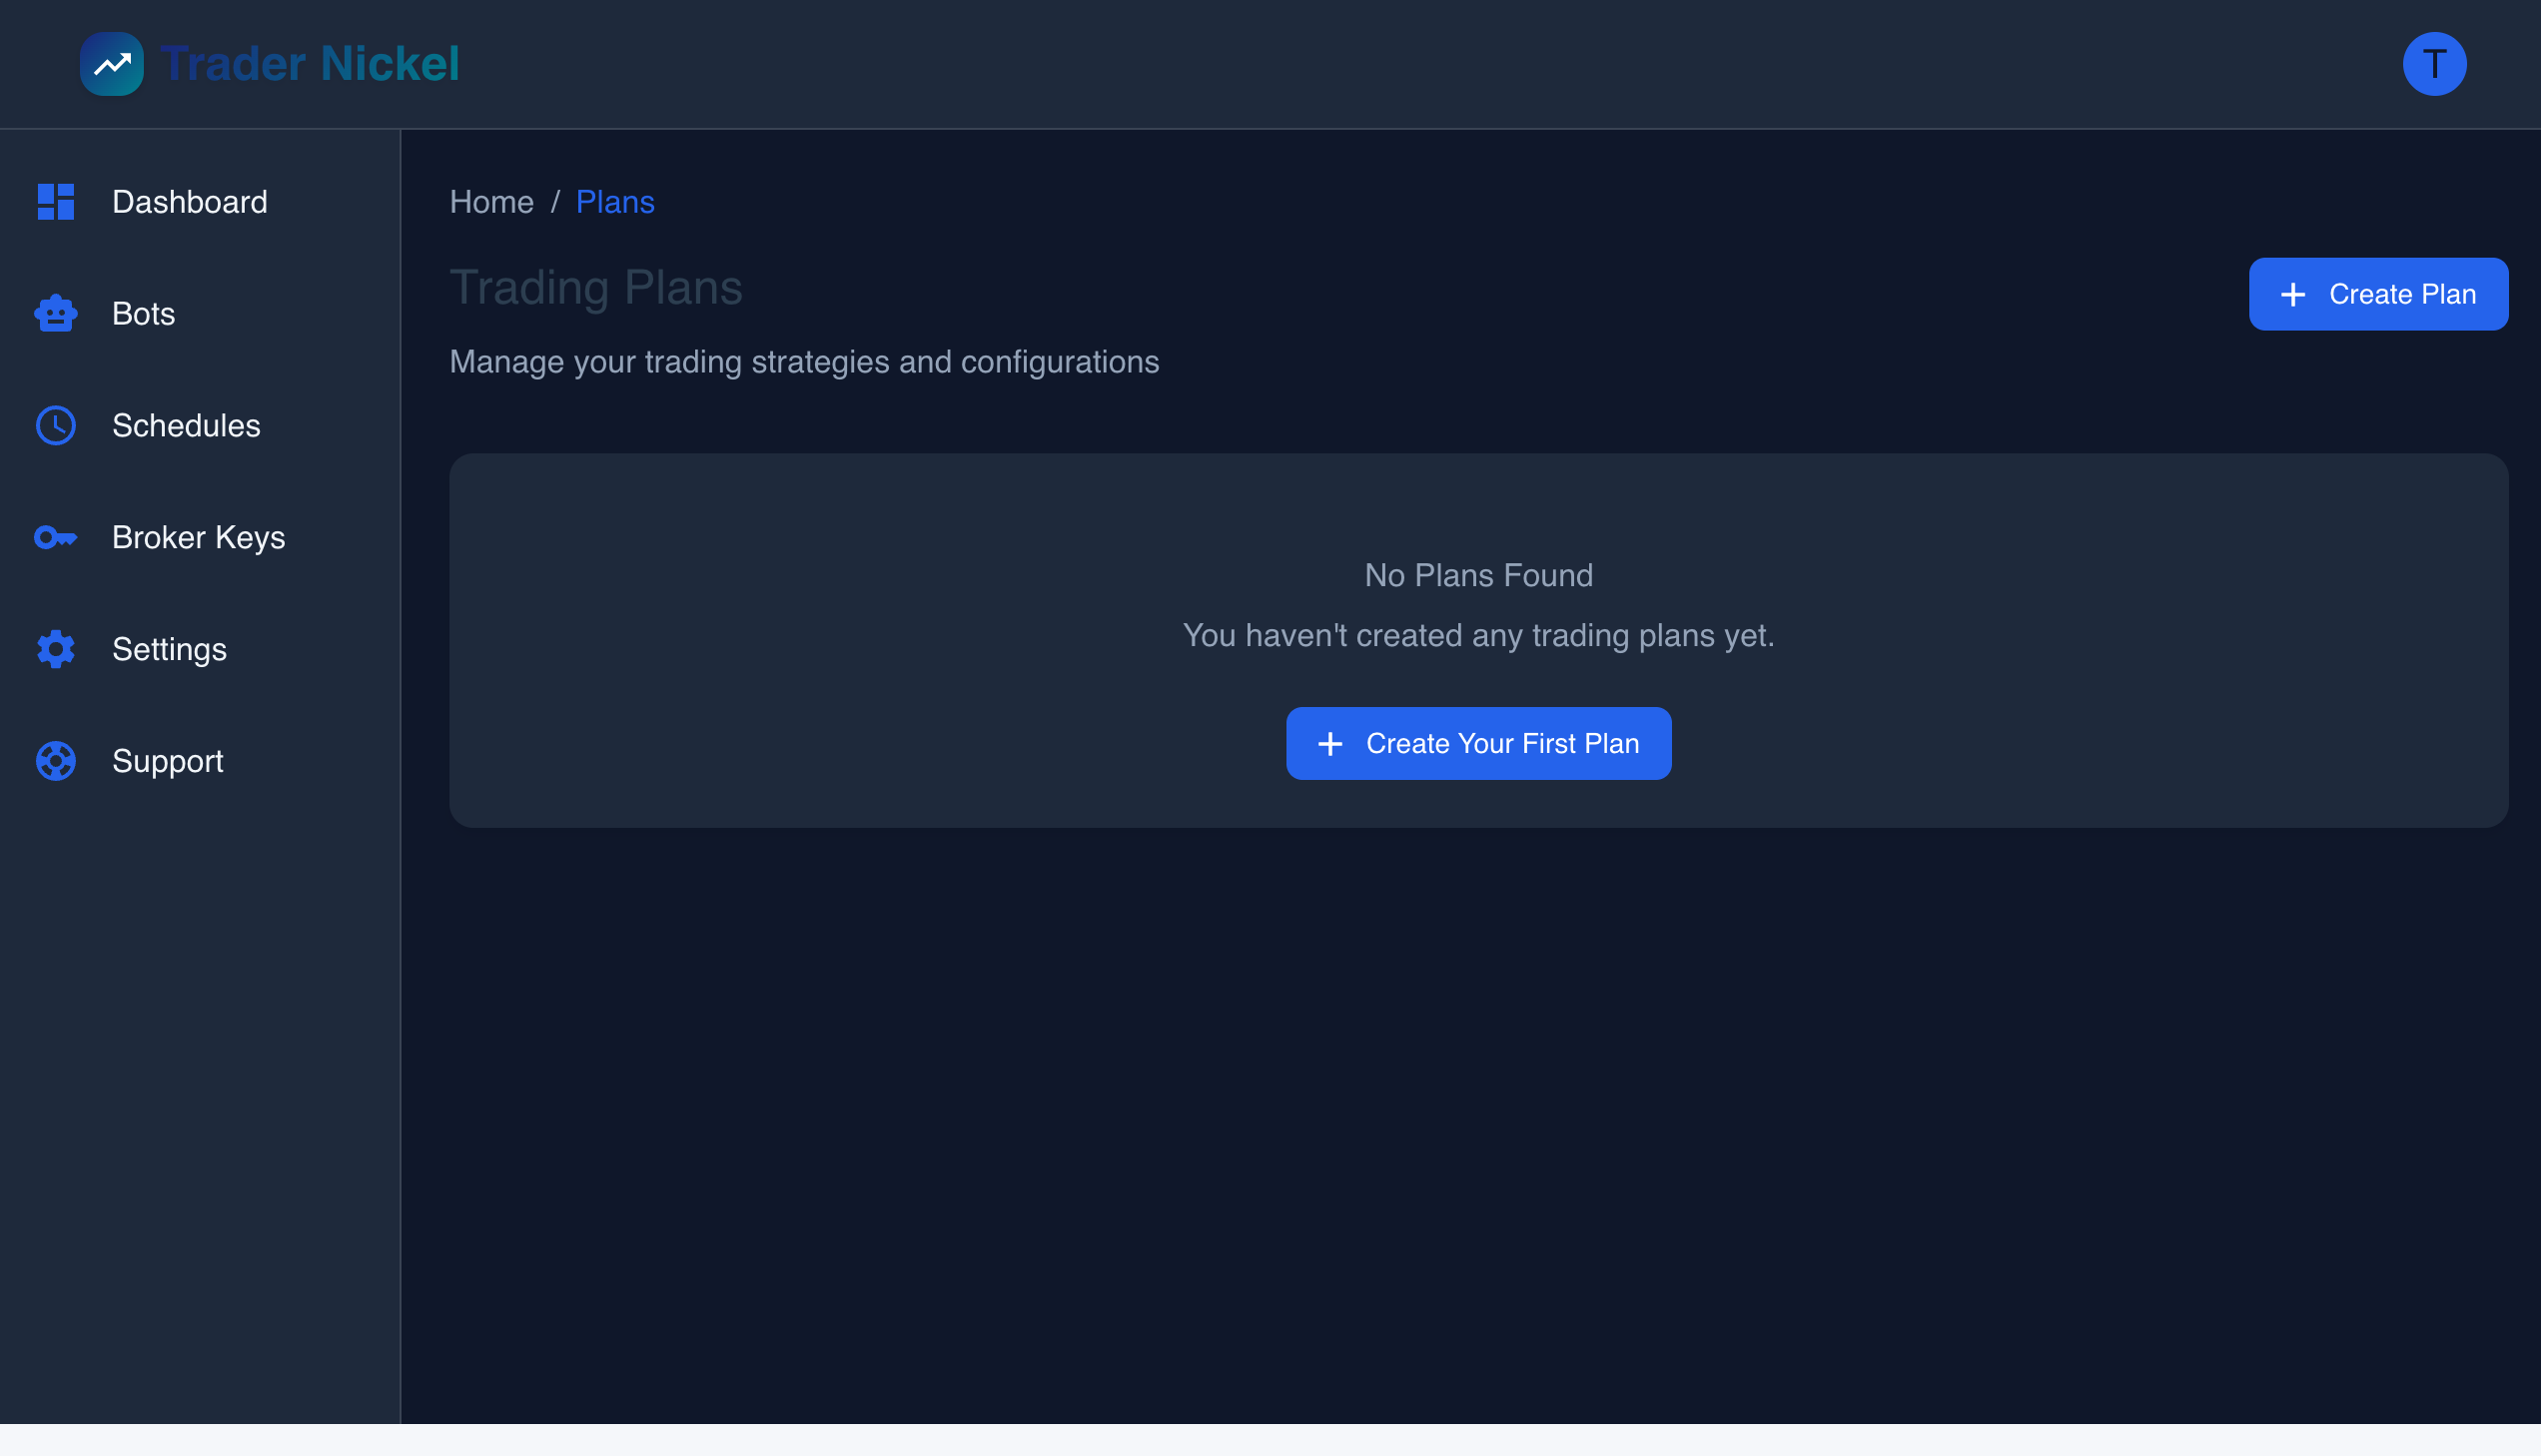 Trader Nickel
T
Dashboard
Bots
Schedules
Broker Keys
Settings
Support
Home / Plans
Trading Plans
Create Plan
Manage your trading strategies and configurations
No Plans Found
You haven't created any trading plans yet.
Create Your First Plan